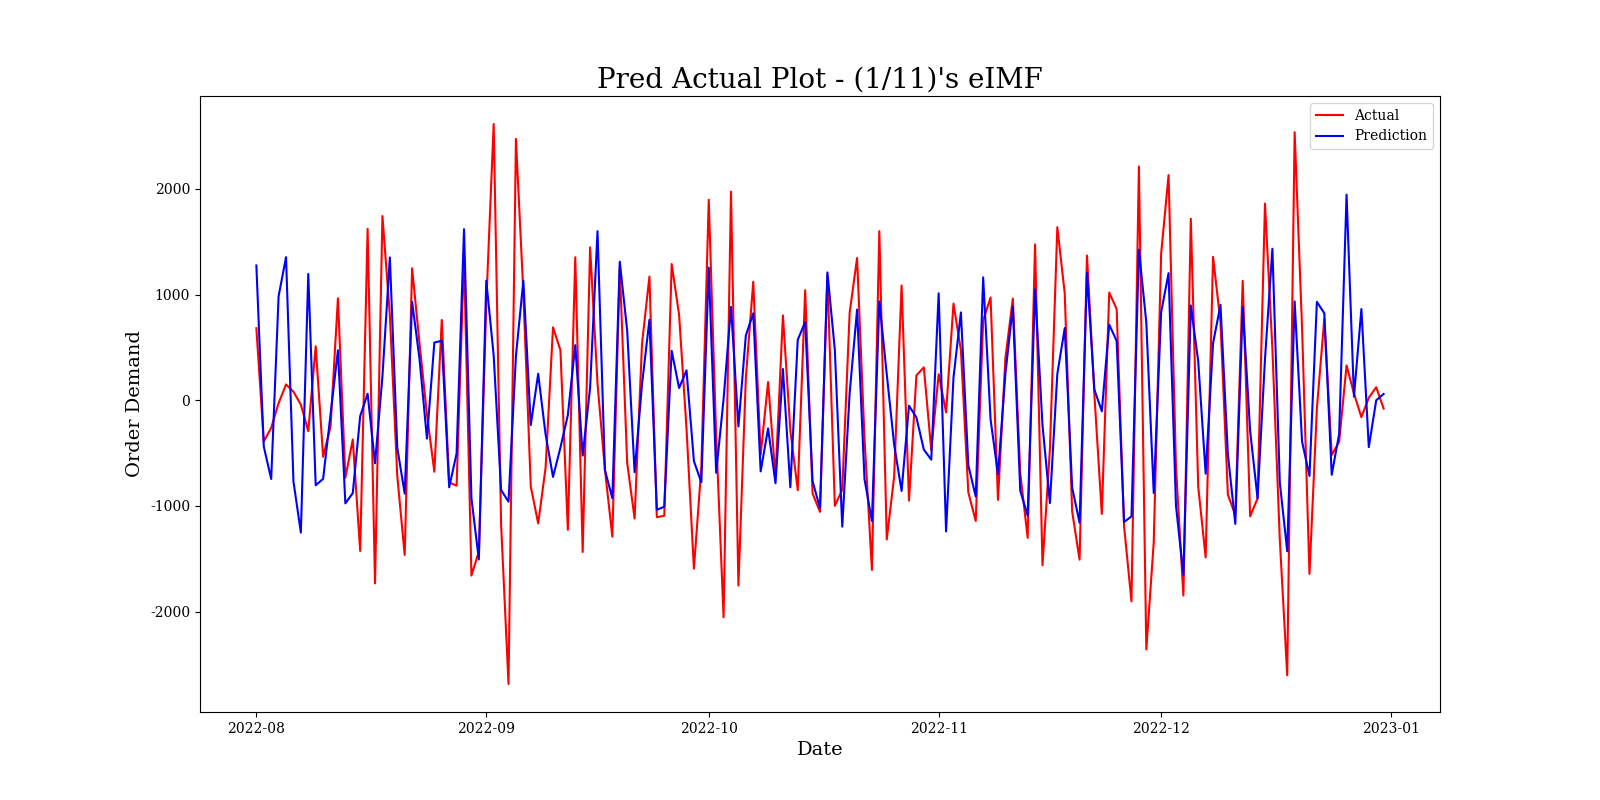 Pred Actual Plot - (1/11)'s eIMF
Actual
Prediction
Order Demand
2000
1000
0
-1000
-2000
2022-08
2022-09
2022-10
2022-11
2022-12
2023-01
Date